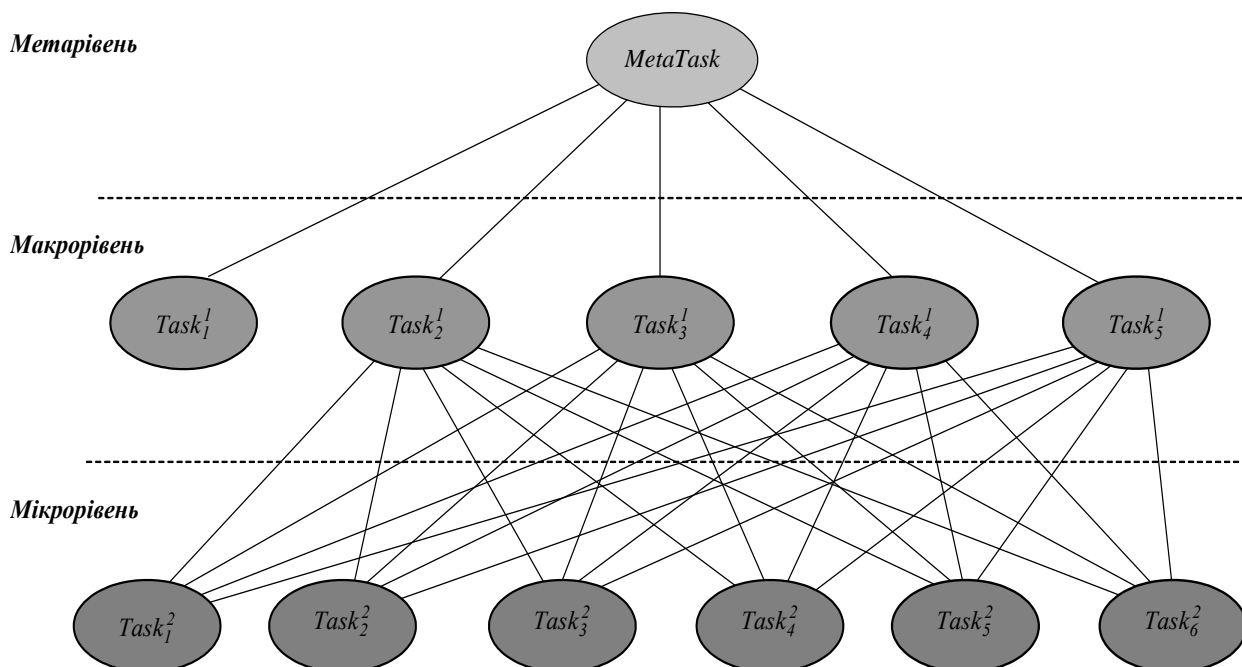 Метарівень
MetaTask
Макрорівень
Task₁¹
Task₂¹
Task₃¹
Task₄¹
Task₅¹
Мікрорівень
Task₁²
Task₂²
Task₃²
Task₄²
Task₅²
Task₆²